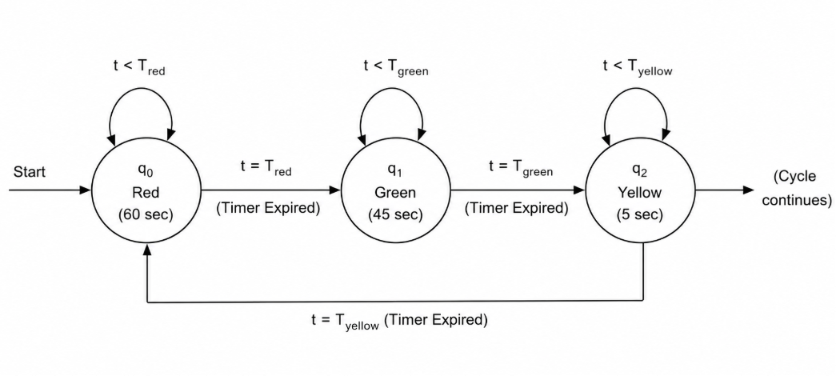 t < T_red
t < T_green
t < T_yellow
Start
q₀
Red
(60 sec)
t = T_red
(Timer Expired)
q₁
Green
(45 sec)
t = T_green
(Timer Expired)
q₂
Yellow
(5 sec)
(Cycle
continues)
t = T_yellow (Timer Expired)